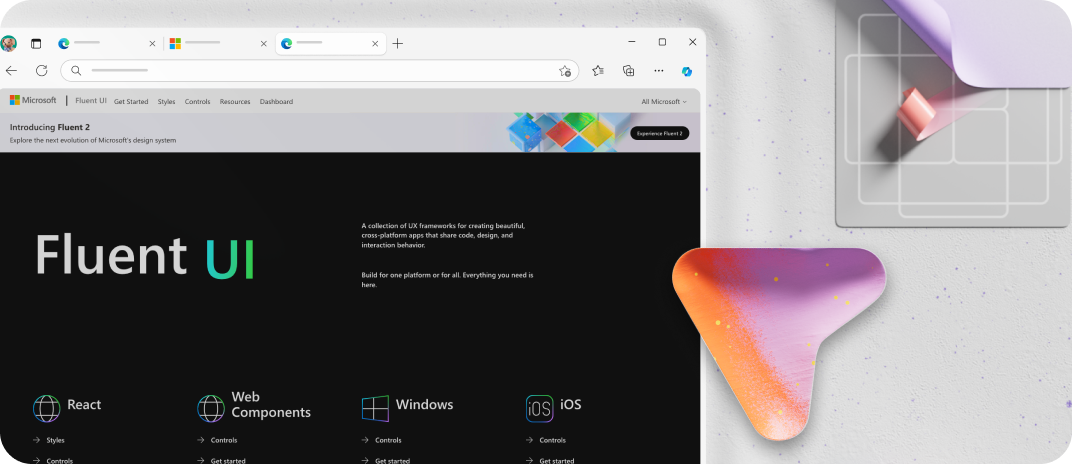 Microsoft | Fluent UI Get Started Styles Controls Resources Dashboard All Microsoft
Introducing Fluent 2
Explore the next evolution of Microsoft's design system
Experience Fluent 2
Fluent UI
A collection of UX frameworks for creating beautiful,
cross-platform apps that share code, design, and
interaction behavior.
Build for one platform or for all. Everything you need is
here.
React
Web
Components
Windows
iOS iOS
Styles Controls Controls Controls
Controls Get started Get started Get started